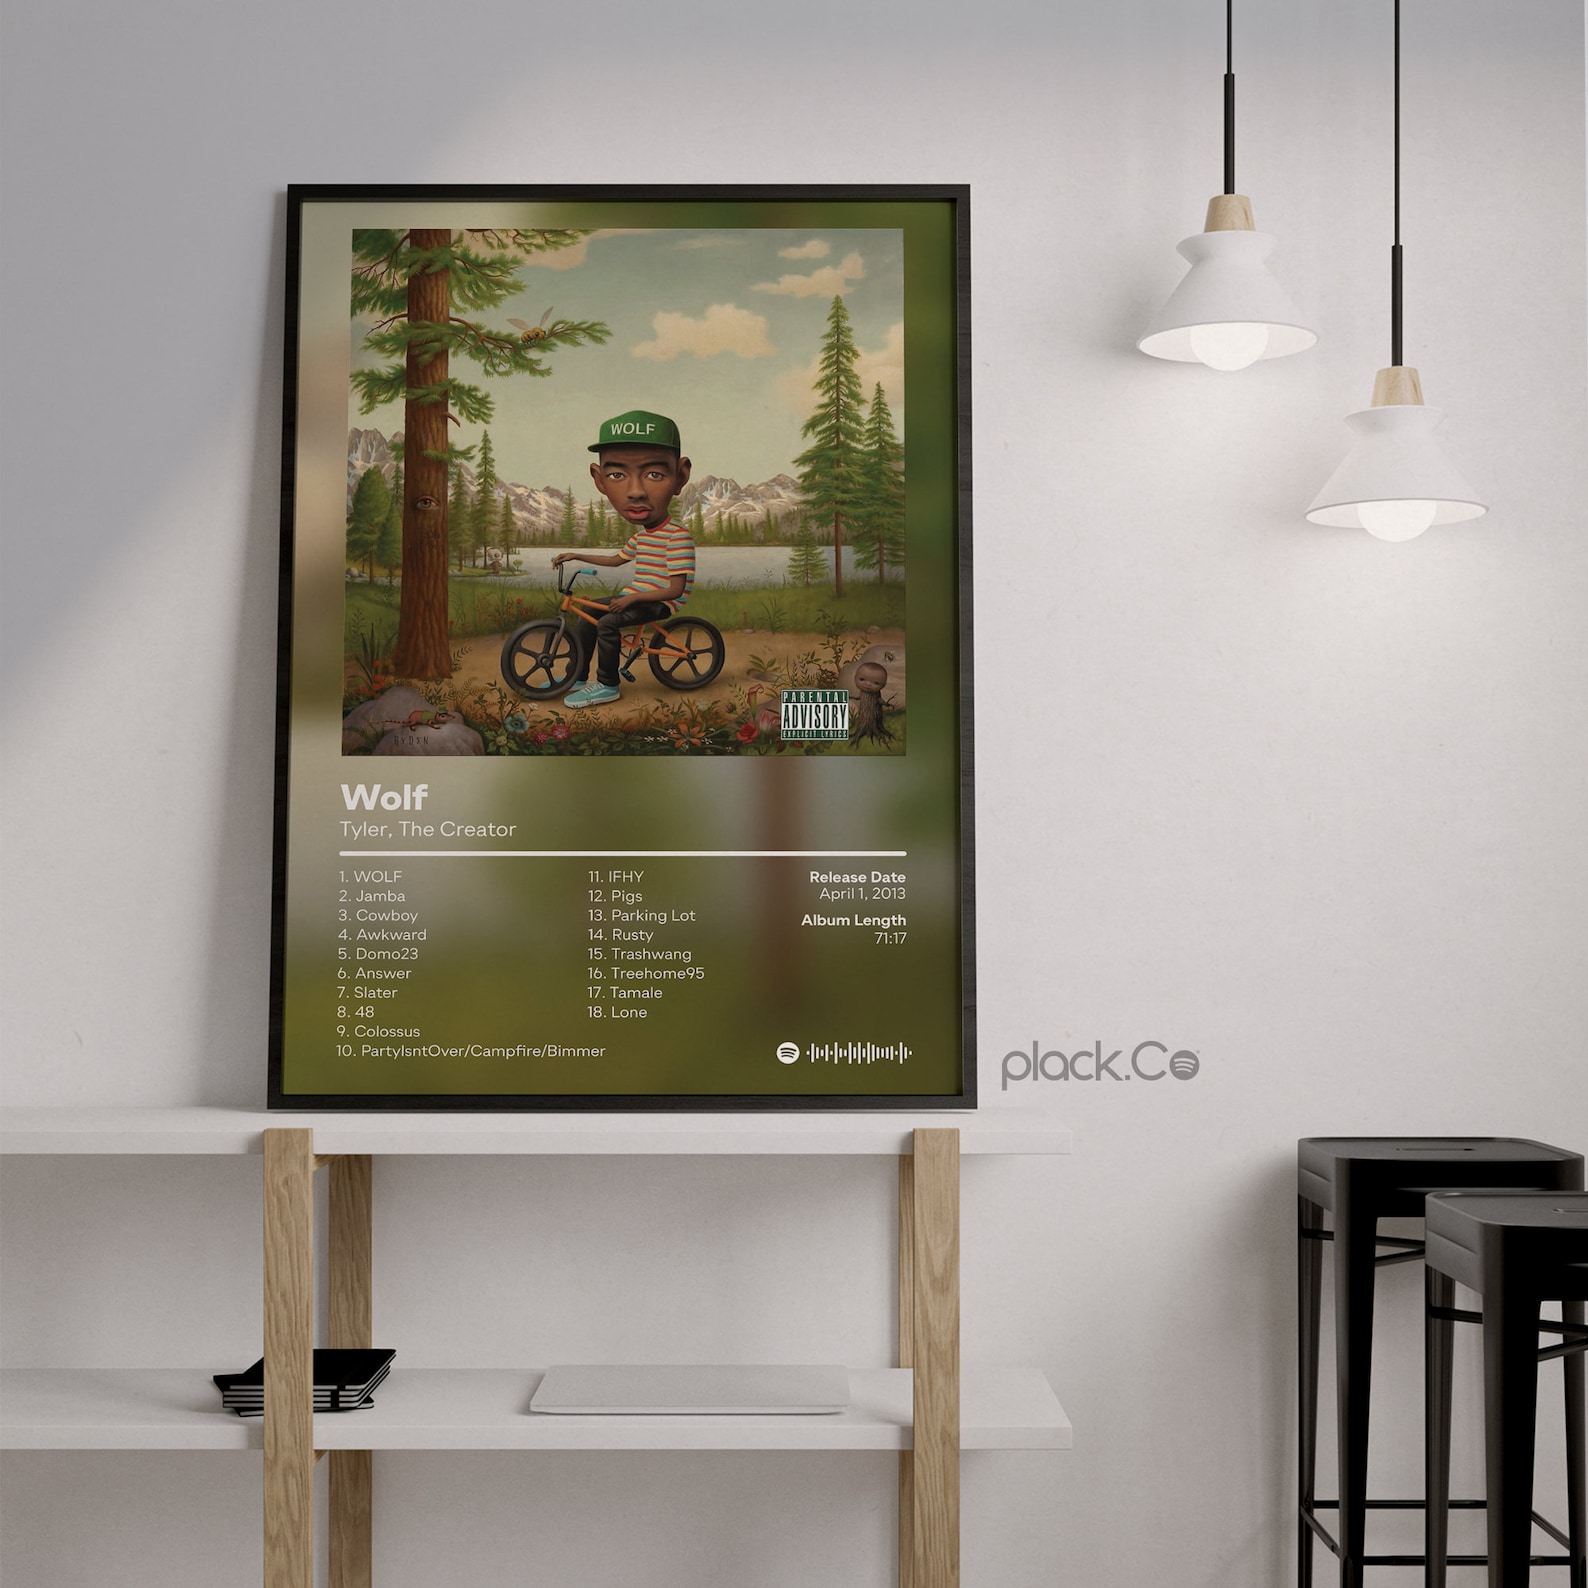 WOLF
PARENTAL
ADVISORY
EXPLICIT LYRICS
RYDEN
Wolf
Tyler, The Creator
1. WOLF
2. Jamba
3. Cowboy
4. Awkward
5. Domo23
6. Answer
7. Slater
8. 48
9. Colossus
10. PartyIsntOver/Campfire/Bimmer
11. IFHY
12. Pigs
13. Parking Lot
14. Rusty
15. Trashwang
16. Treehome95
17. Tamale
18. Lone
Release Date
April 1, 2013
Album Length
71:17
plack.Co